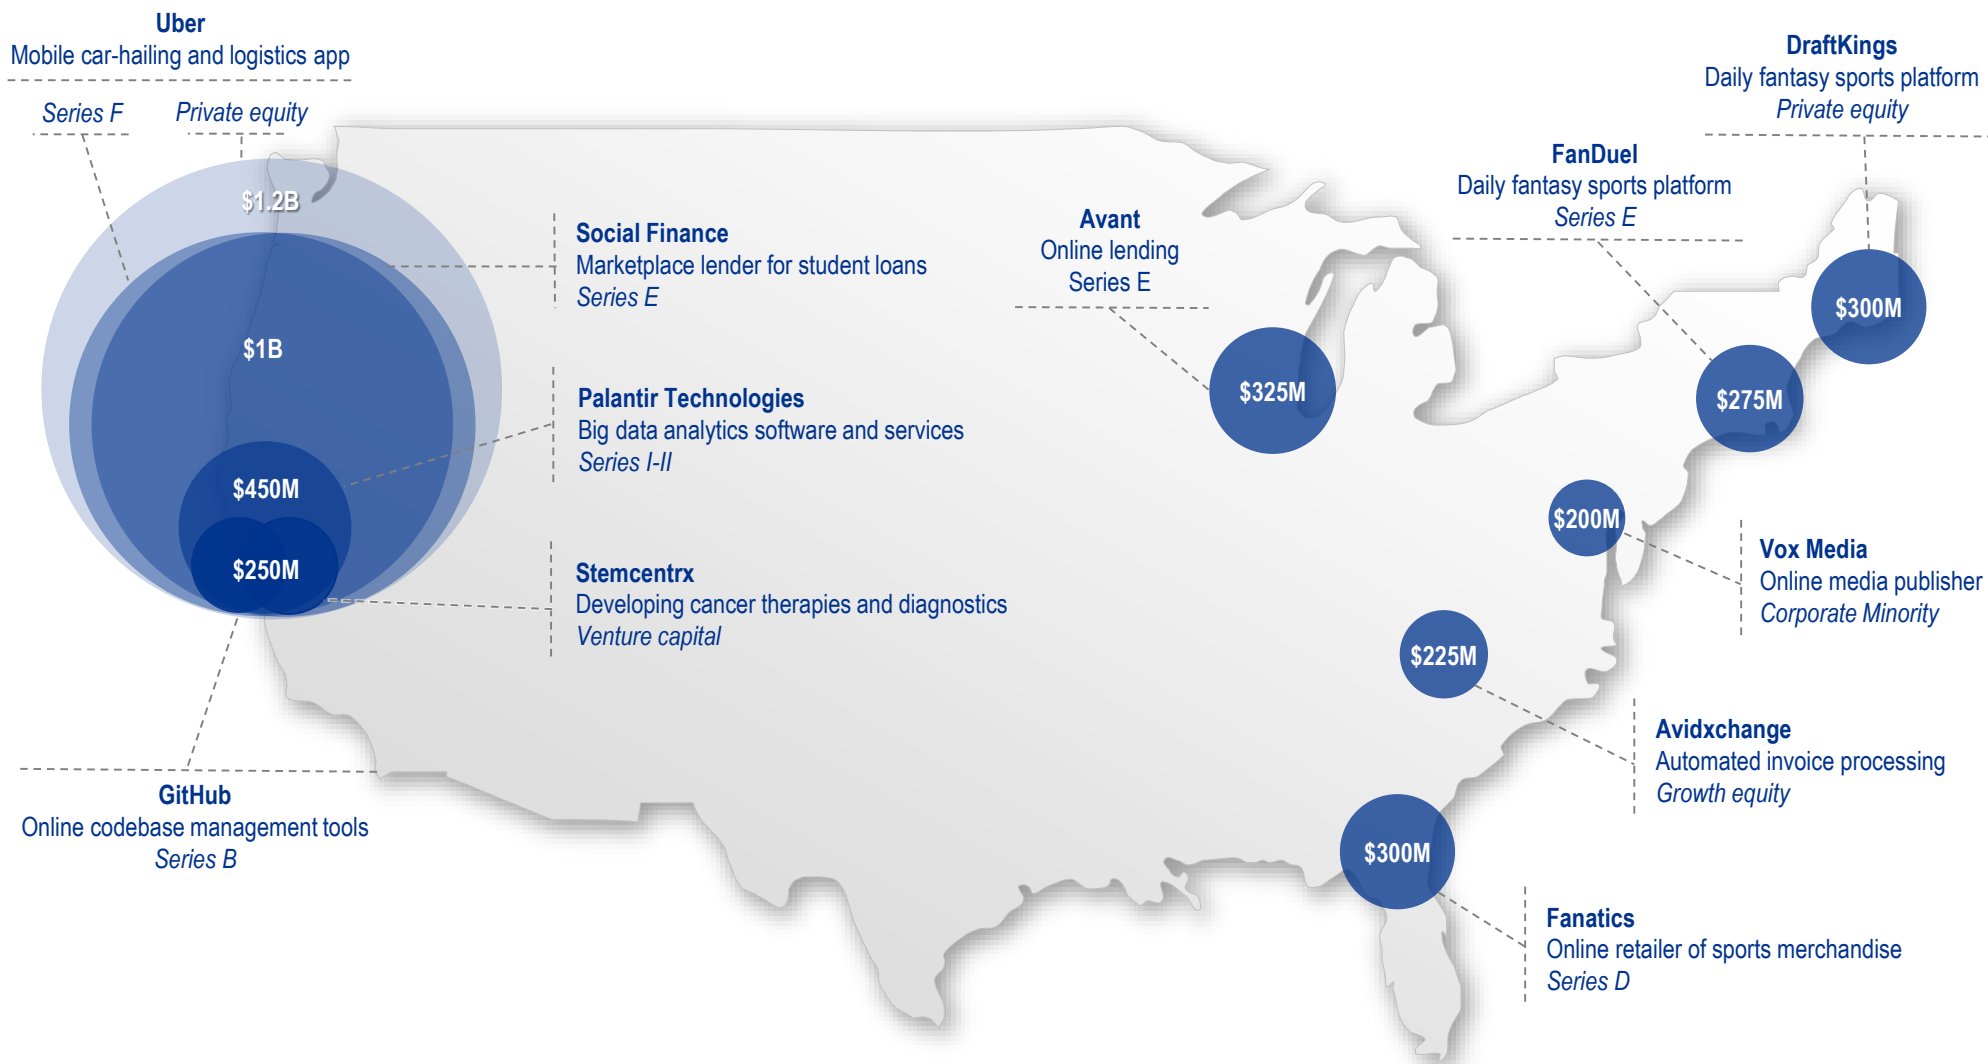 Uber
Mobile car-hailing and logistics app
Series F
Private equity
$1.2B
$1B
$450M
$250M
Social Finance
Marketplace lender for student loans
Series E
Palantir Technologies
Big data analytics software and services
Series I-II
Stemcentrx
Developing cancer therapies and diagnostics
Venture capital
GitHub
Online codebase management tools
Series B
Avant
Online lending
Series E
$325M
FanDuel
Daily fantasy sports platform
Series E
$275M
DraftKings
Daily fantasy sports platform
Private equity
$300M
$200M
Vox Media
Online media publisher
Corporate Minority
$225M
Avidxchange
Automated invoice processing
Growth equity
$300M
Fanatics
Online retailer of sports merchandise
Series D